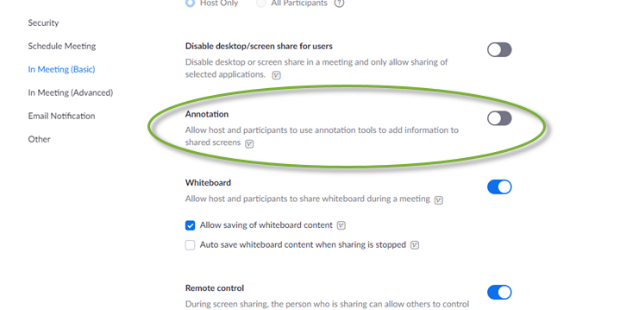 Host Only All Participants
Security
Schedule Meeting
In Meeting (Basic)
In Meeting (Advanced)
Email Notification
Other
Disable desktop/screen share for users
Disable desktop or screen share in a meeting and only allow sharing of
selected applications.
Annotation
Allow host and participants to use annotation tools to add information to
shared screens
Whiteboard
Allow host and participants to share whiteboard during a meeting
Allow saving of whiteboard content
Auto save whiteboard content when sharing is stopped
Remote control
During screen sharing, the person who is sharing can allow others to control